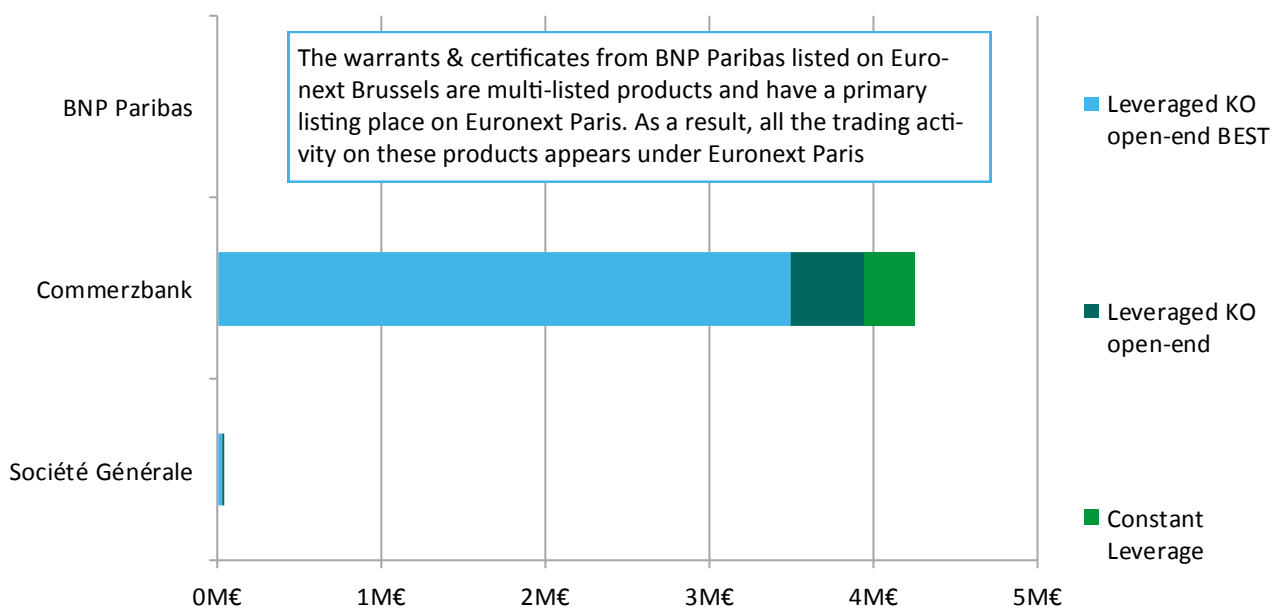 The warrants & certificates from BNP Paribas listed on Euro-
next Brussels are multi-listed products and have a primary
listing place on Euronext Paris. As a result, all the trading acti-
vity on these products appears under Euronext Paris
BNP Paribas
Commerzbank
Société Générale
0M€ 1M€ 2M€ 3M€ 4M€ 5M€
Leveraged KO
open-end BEST
Leveraged KO
open-end
Constant
Leverage